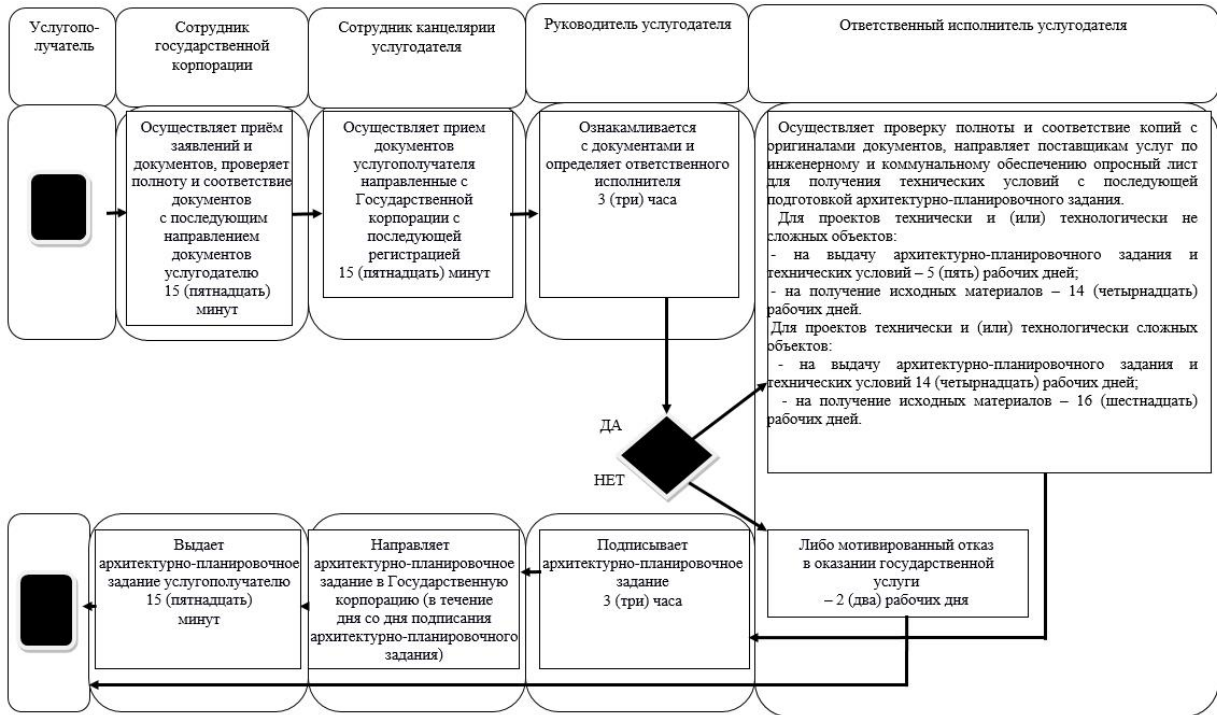 Услугопо-
лучатель
Сотрудник
государственной
корпорации
Сотрудник канцелярии
услугодателя
Руководитель услугодателя
Ответственный исполнитель услугодателя
Осуществляет приём
заявлений и
документов, проверяет
полноту и соответствие
документов
с последующим
направлением
документов
услугодателю
15 (пятнадцать)
минут
Осуществляет прием
документов
услугополучателя
направленные с
Государственной
корпорации с
последующей
регистрацией
15 (пятнадцать) минут
Ознакамливается
с документами и
определяет ответственного
исполнителя
3 (три) часа
Осуществляет проверку полноты и соответствие копий с
оригиналами документов, направляет поставщикам услуг по
инженерному и коммунальному обеспечению опросный лист
для получения технических условий с последующей
подготовкой архитектурно-планировочного задания.
Для проектов технически и (или) технологически не
сложных объектов:
- на выдачу архитектурно-планировочного задания и
технических условий – 5 (пять) рабочих дней;
- на получение исходных материалов – 14 (четырнадцать)
рабочих дней.
Для проектов технически и (или) технологически сложных
объектов:
- на выдачу архитектурно-планировочного задания и
технических условий 14 (четырнадцать) рабочих дней;
- на получение исходных материалов – 16 (шестнадцать)
рабочих дней.
ДА
НЕТ
Выдает
архитектурно-планировочное
задание услугополучателю
15 (пятнадцать)
минут
Направляет
архитектурно-планировочное
задание в Государственную
корпорацию (в течение
дня со дня подписания
архитектурно-планировочного
задания)
Подписывает
архитектурно-планировочное
задание
3 (три) часа
Либо мотивированный отказ
в оказании государственной
услуги
– 2 (два) рабочих дня